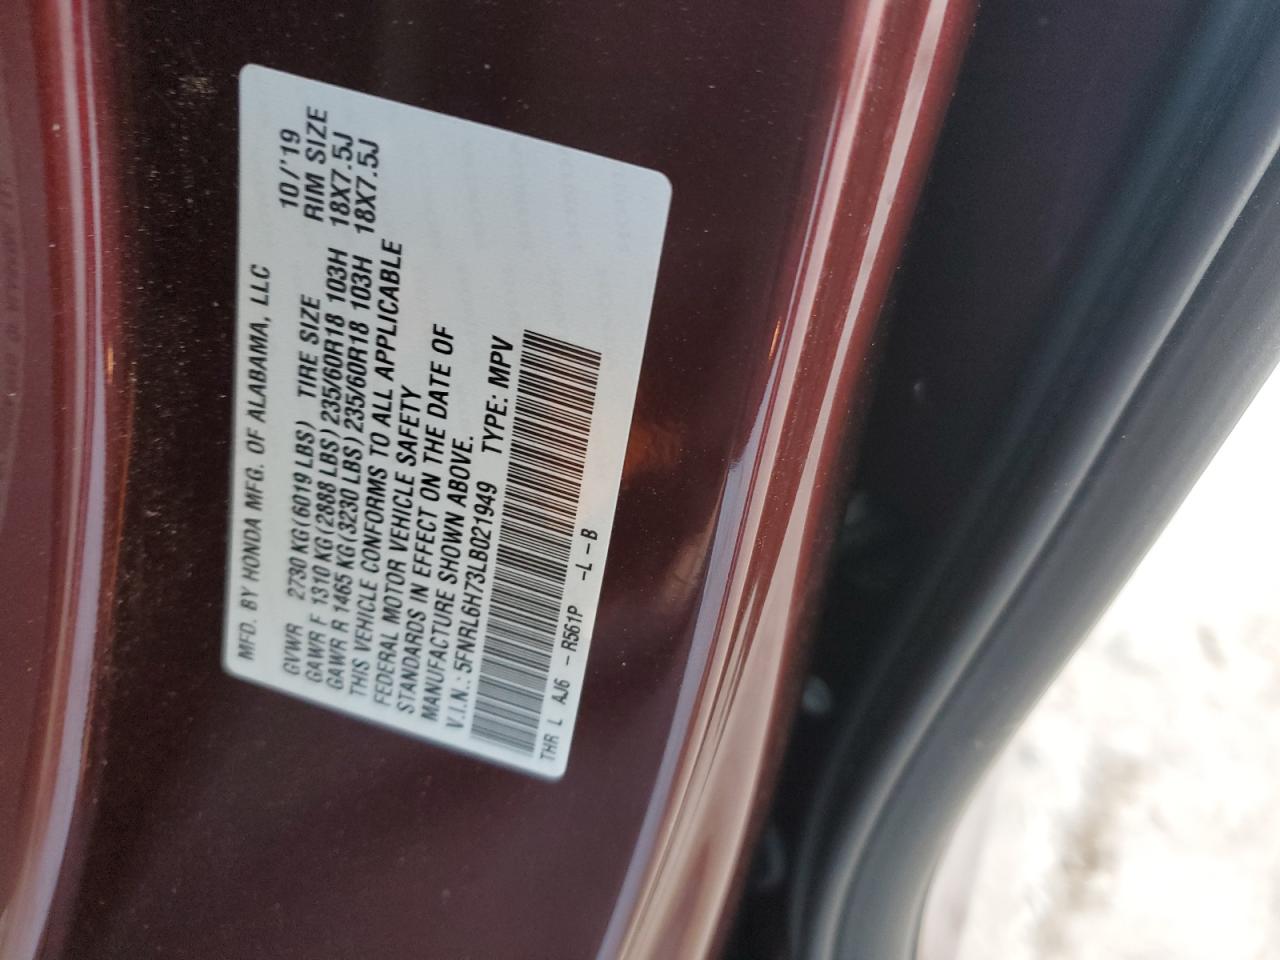 MFD. BY HONDA MFG. OF ALABAMA, LLC 10/'19
GVWR 2730 KG(6019 LBS) TIRE SIZE RIM SIZE
GAWR F 1310 KG(2888 LBS)235/60R18 103H 18X7.5J
GAWR R 1465 KG(3230 LBS)235/60R18 103H 18X7.5J
THIS VEHICLE CONFORMS TO ALL APPLICABLE
FEDERAL MOTOR VEHICLE SAFETY
STANDARDS IN EFFECT ON THE DATE OF
MANUFACTURE SHOWN ABOVE.
V.I.N.: 5FNRL6H73LB021949 TYPE: MPV
THR L AJ6 -R561P -L-B